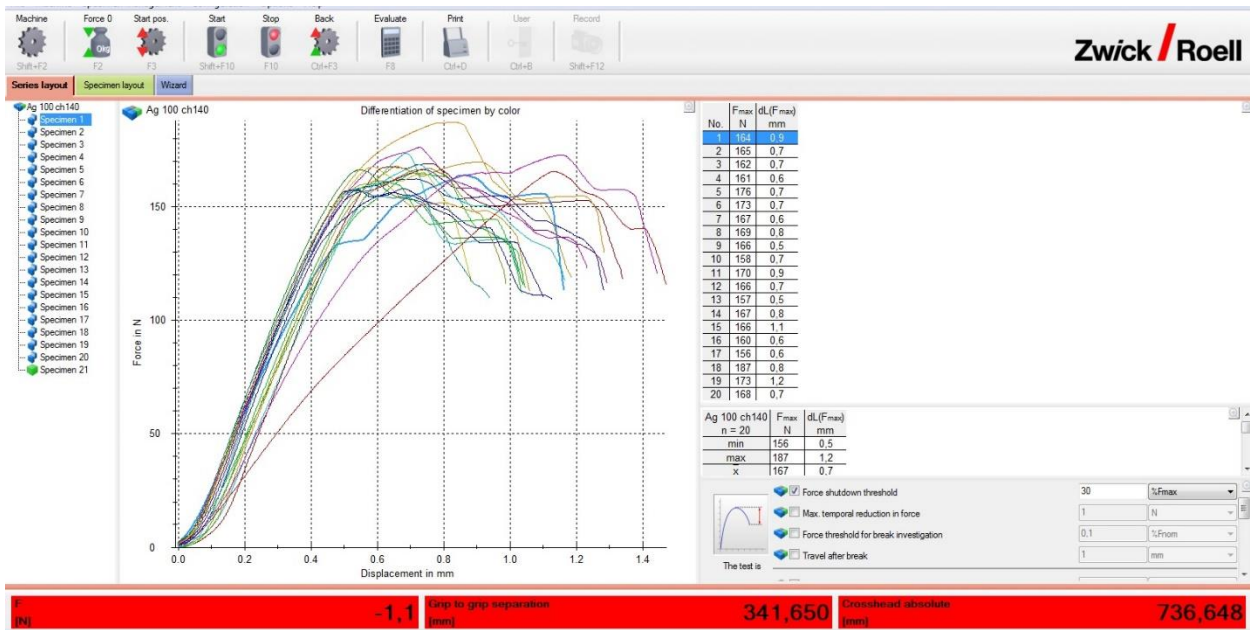 Machine Force 0 Start pos. Start Stop Back Evaluate Print User Record
0kg
Shift+F2 F2 F3 Shift+F10 F10 Ctrl+F3 F8 Ctrl+D Ctrl+B Shift+F12
Zwick / Roell
Series layout Specimen layout Wizard
Ag 100 ch140
Specimen 1
Specimen 2
Specimen 3
Specimen 4
Specimen 5
Specimen 6
Specimen 7
Specimen 8
Specimen 9
Specimen 10
Specimen 11
Specimen 12
Specimen 13
Specimen 14
Specimen 15
Specimen 16
Specimen 17
Specimen 18
Specimen 19
Specimen 20
Specimen 21
Ag 100 ch140 Differentiation of specimen by color
150
100
50
0
Force in N
0.0 0.2 0.4 0.6 0.8 1.0 1.2 1.4
Displacement in mm
Fmax dL(Fmax)
No. N mm
1 164 0,9
2 165 0,7
3 162 0,7
4 161 0,6
5 176 0,7
6 173 0,7
7 167 0,6
8 169 0,8
9 166 0,5
10 158 0,7
11 170 0,9
12 166 0,7
13 157 0,5
14 167 0,8
15 166 1,1
16 160 0,6
17 156 0,6
18 187 0,8
19 173 1,2
20 168 0,7
Ag 100 ch140 Fmax dL(Fmax)
n = 20 N mm
min 156 0,5
max 187 1,2
x̄ 167 0,7
Force shutdown threshold 30 %Fmax
Max. temporal reduction in force 1 N
Force threshold for break investigation 0,1 %Fnom
Travel after break 1 mm
The test is
F [N] -1,1
Grip to grip separation [mm] 341,650
Crosshead absolute [mm] 736,648